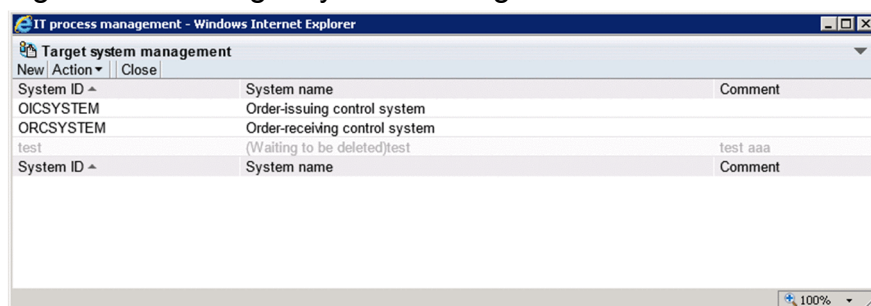 IT process management - Windows Internet Explorer
Target system management
New Action Close
System ID System name Comment
OICSYSTEM Order-issuing control system
ORCSYSTEM Order-receiving control system
test (Waiting to be deleted)test test aaa
System ID System name Comment
100%